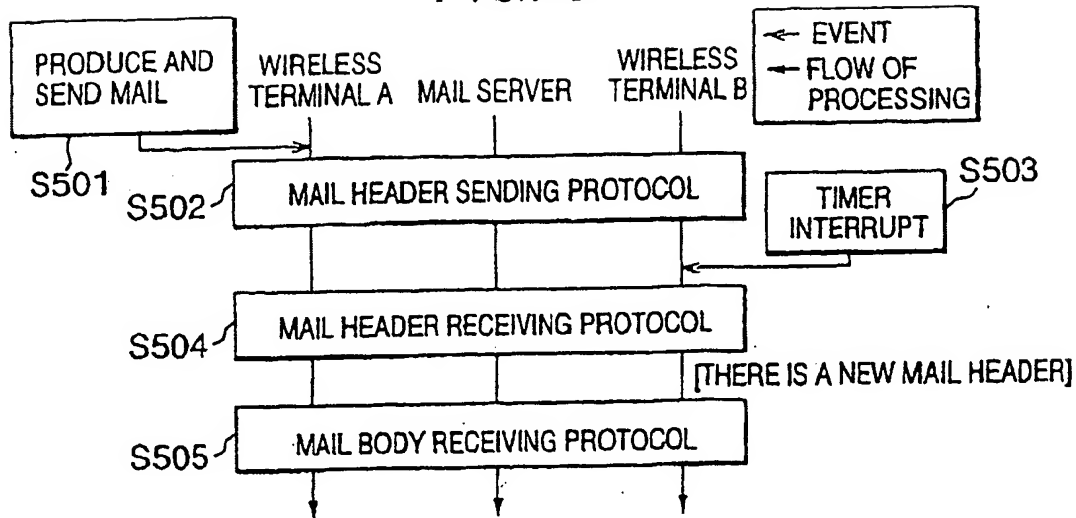 PRODUCE AND
SEND MAIL
WIRELESS
TERMINAL A
MAIL SERVER
WIRELESS
TERMINAL B
EVENT
FLOW OF
PROCESSING
S501
S502
MAIL HEADER SENDING PROTOCOL
S503
TIMER
INTERRUPT
S504
MAIL HEADER RECEIVING PROTOCOL
[THERE IS A NEW MAIL HEADER]
S505
MAIL BODY RECEIVING PROTOCOL